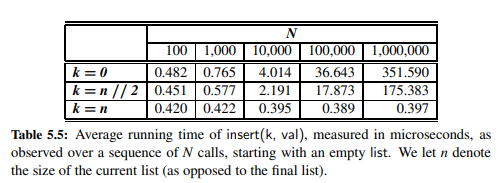 N
100 1,000 10,000 100,000 1,000,000
k = 0 0.482 0.765 4.014 36.643 351.590
k = n // 2 0.451 0.577 2.191 17.873 175.383
k = n 0.420 0.422 0.395 0.389 0.397
Table 5.5: Average running time of insert(k, val), measured in microseconds, as
observed over a sequence of N calls, starting with an empty list. We let n denote
the size of the current list (as opposed to the final list).